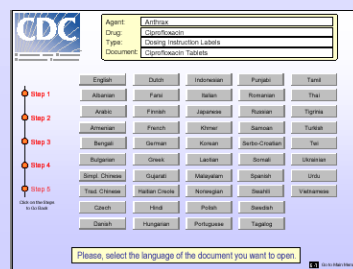 CDC
Agent: Anthrax
Drug: Ciprofloxacin
Type: Dosing Instruction Labels
Document: Ciprofloxacin Tablets
Step 1
Step 2
Step 3
Step 4
Step 5
Click on the Steps
to Go Back
English Dutch Indonesian Punjabi Tamil
Albanian Farsi Italian Romanian Thai
Arabic Finnish Japanese Russian Tigrinia
Armenian French Khmer Samoan Turkish
Bengali German Korean Serbo-Croatian Twi
Bulgarian Greek Laotian Somali Ukrainian
Simpl. Chinese Gujarati Malayalam Spanish Urdu
Trad. Chinese Haitian Creole Norwegian Swahili Vietnamese
Czech Hindi Polish Swedish
Danish Hungarian Portuguese Tagalog
Please, select the language of the document you want to open.
Go to Main Menu